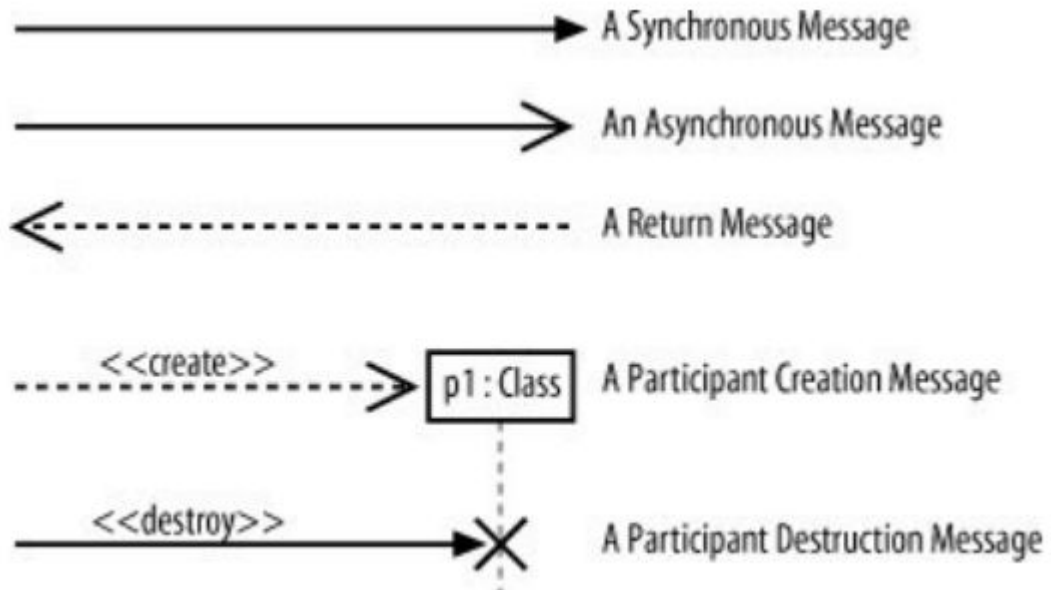 A Synchronous Message
An Asynchronous Message
A Return Message
<<create>>
p1 : Class
A Participant Creation Message
<<destroy>>
A Participant Destruction Message